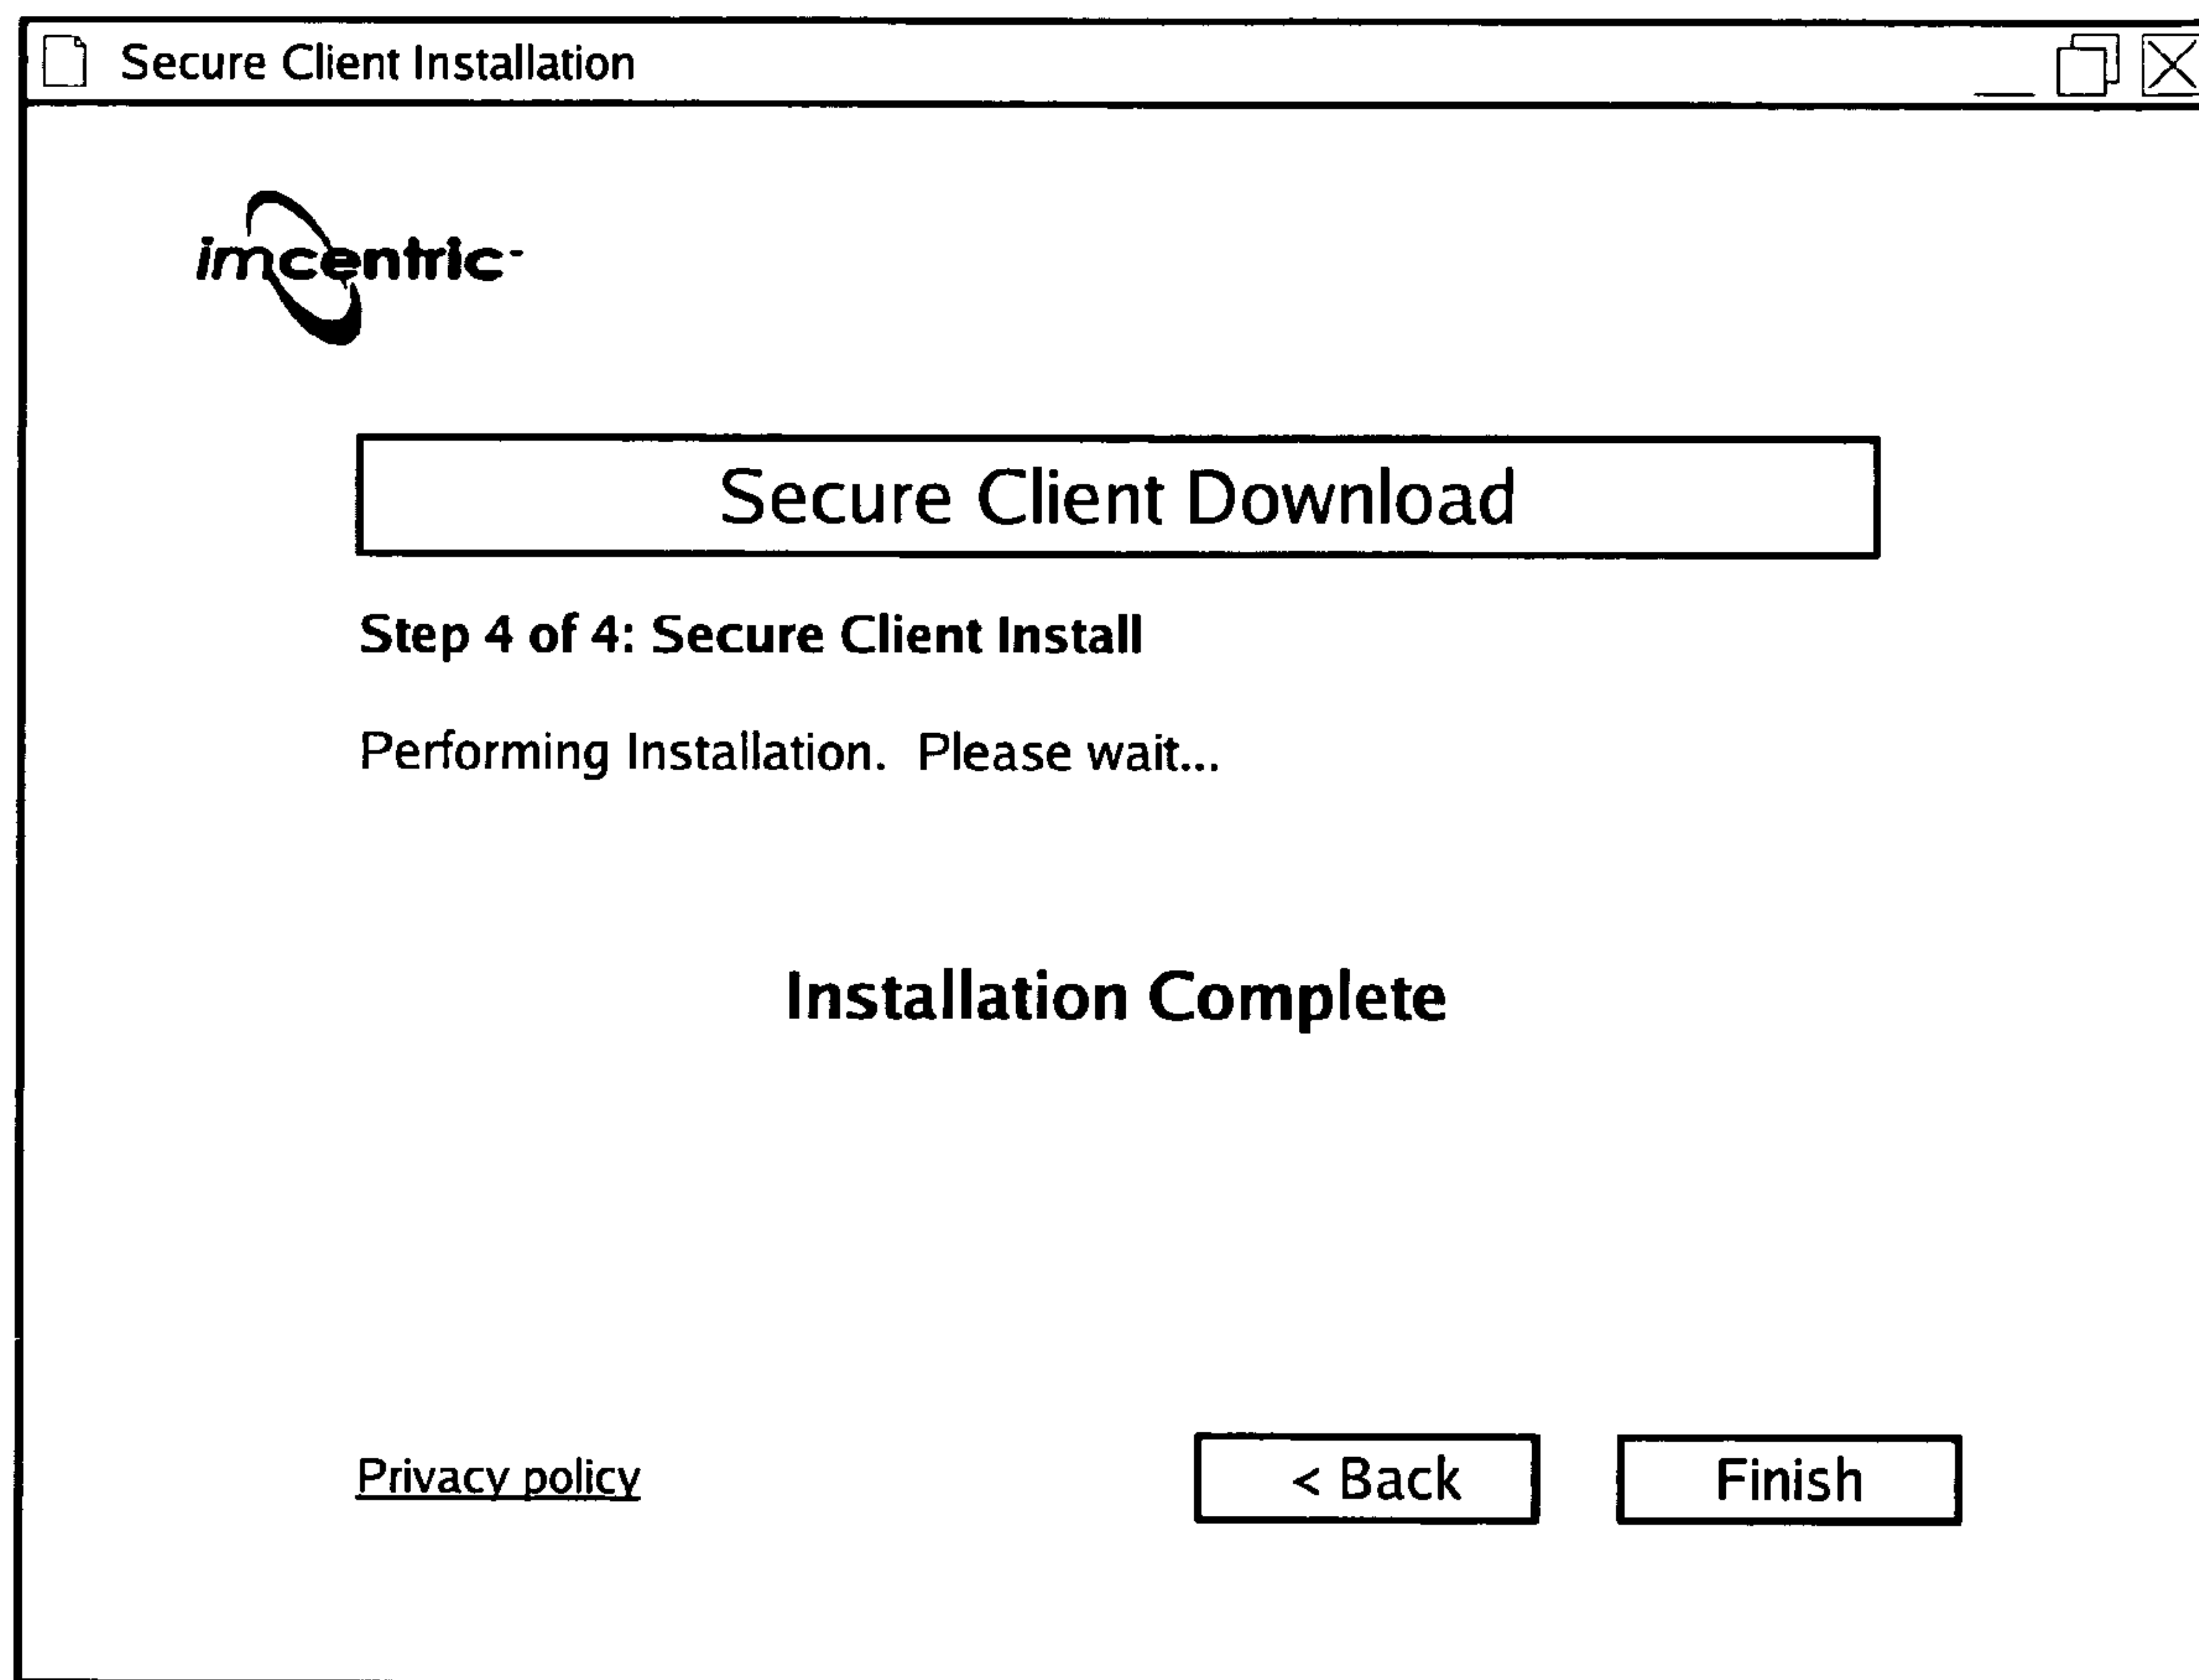 Secure Client Installation
imcentric
Secure Client Download
Step 4 of 4: Secure Client Install
Performing Installation.  Please wait...
Installation Complete
Privacy policy
< Back
Finish